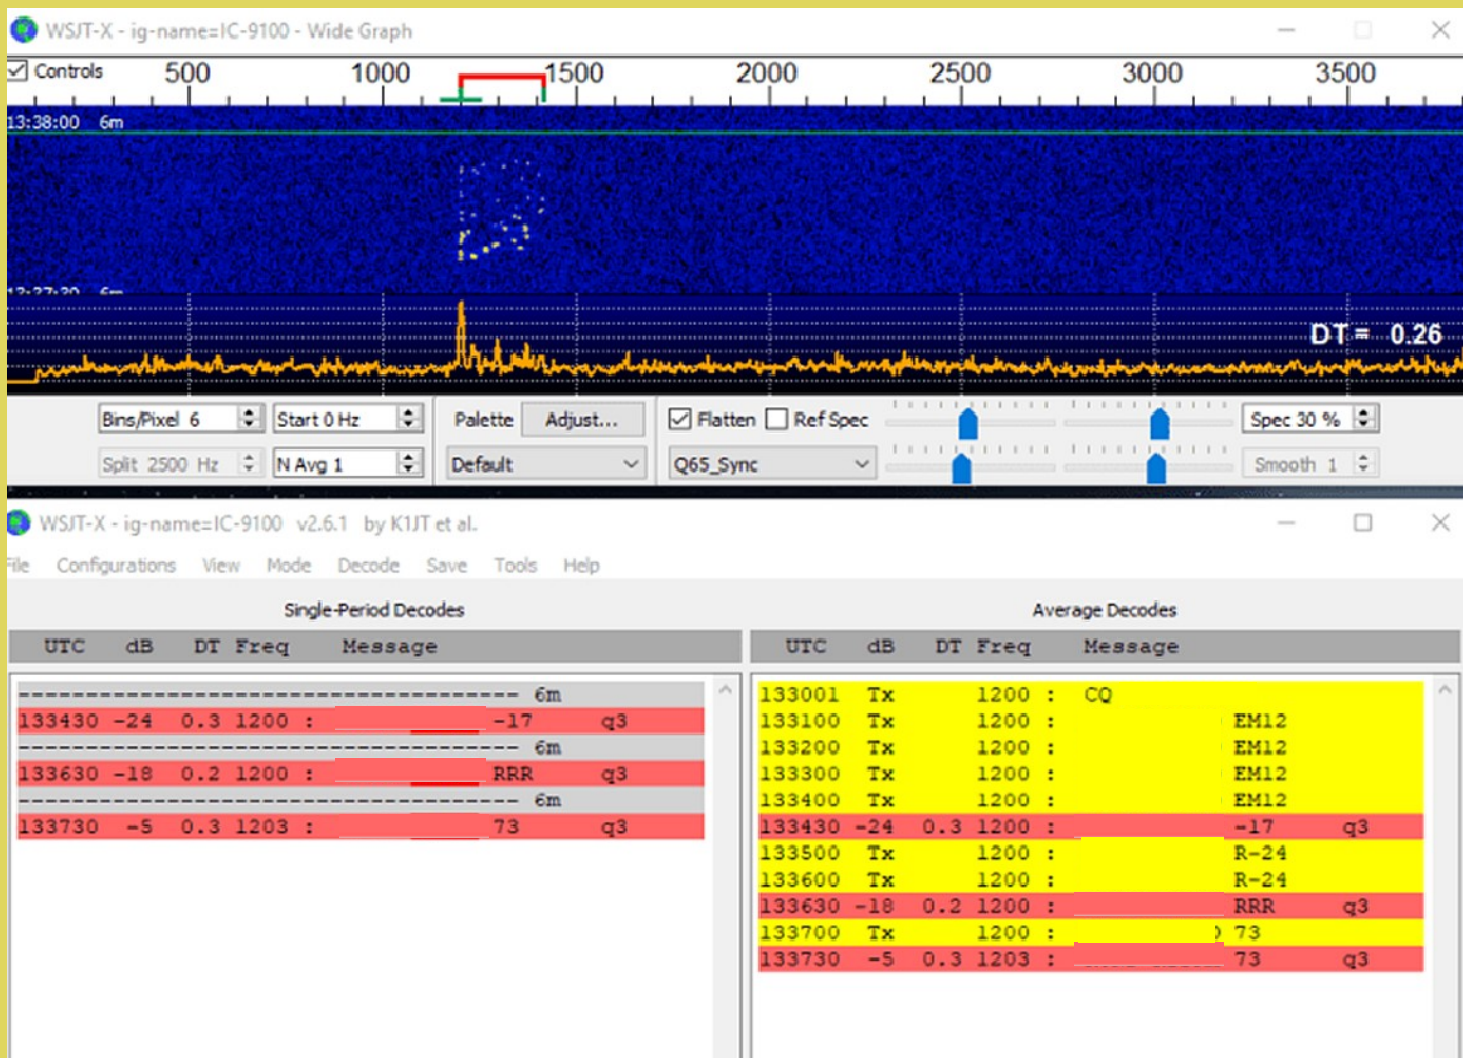 WSJT-X - ig-name=IC-9100 - Wide Graph
Controls 500 1000 1500 2000 2500 3000 3500
13:38:00 6m
13:37:30 6m
DT = 0.26
Bins/Pixel 6 Start 0 Hz Palette Adjust... Flatten Ref Spec Spec 30 %
Split 2500 Hz N Avg 1 Default Q65_Sync Smooth 1
WSJT-X - ig-name=IC-9100 v2.6.1 by K1JT et al.
File Configurations View Mode Decode Save Tools Help
Single-Period Decodes
UTC dB DT Freq Message
---------------------------------------- 6m
133430 -24 0.3 1200 : -17 q3
---------------------------------------- 6m
133630 -18 0.2 1200 : RRR q3
---------------------------------------- 6m
133730 -5 0.3 1203 : 73 q3
Average Decodes
UTC dB DT Freq Message
133001 Tx 1200 : CQ
133100 Tx 1200 : EM12
133200 Tx 1200 : EM12
133300 Tx 1200 : EM12
133400 Tx 1200 : EM12
133430 -24 0.3 1200 : -17 q3
133500 Tx 1200 : R-24
133600 Tx 1200 : R-24
133630 -18 0.2 1200 : RRR q3
133700 Tx 1200 : 73
133730 -5 0.3 1203 : 73 q3